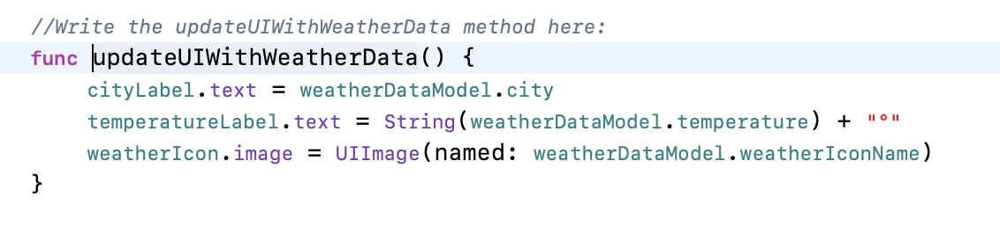 //Write the updateUIWithWeatherData method here:
func updateUIWithWeatherData() {
    cityLabel.text = weatherDataModel.city
    temperatureLabel.text = String(weatherDataModel.temperature) + "°"
    weatherIcon.image = UIImage(named: weatherDataModel.weatherIconName)
}